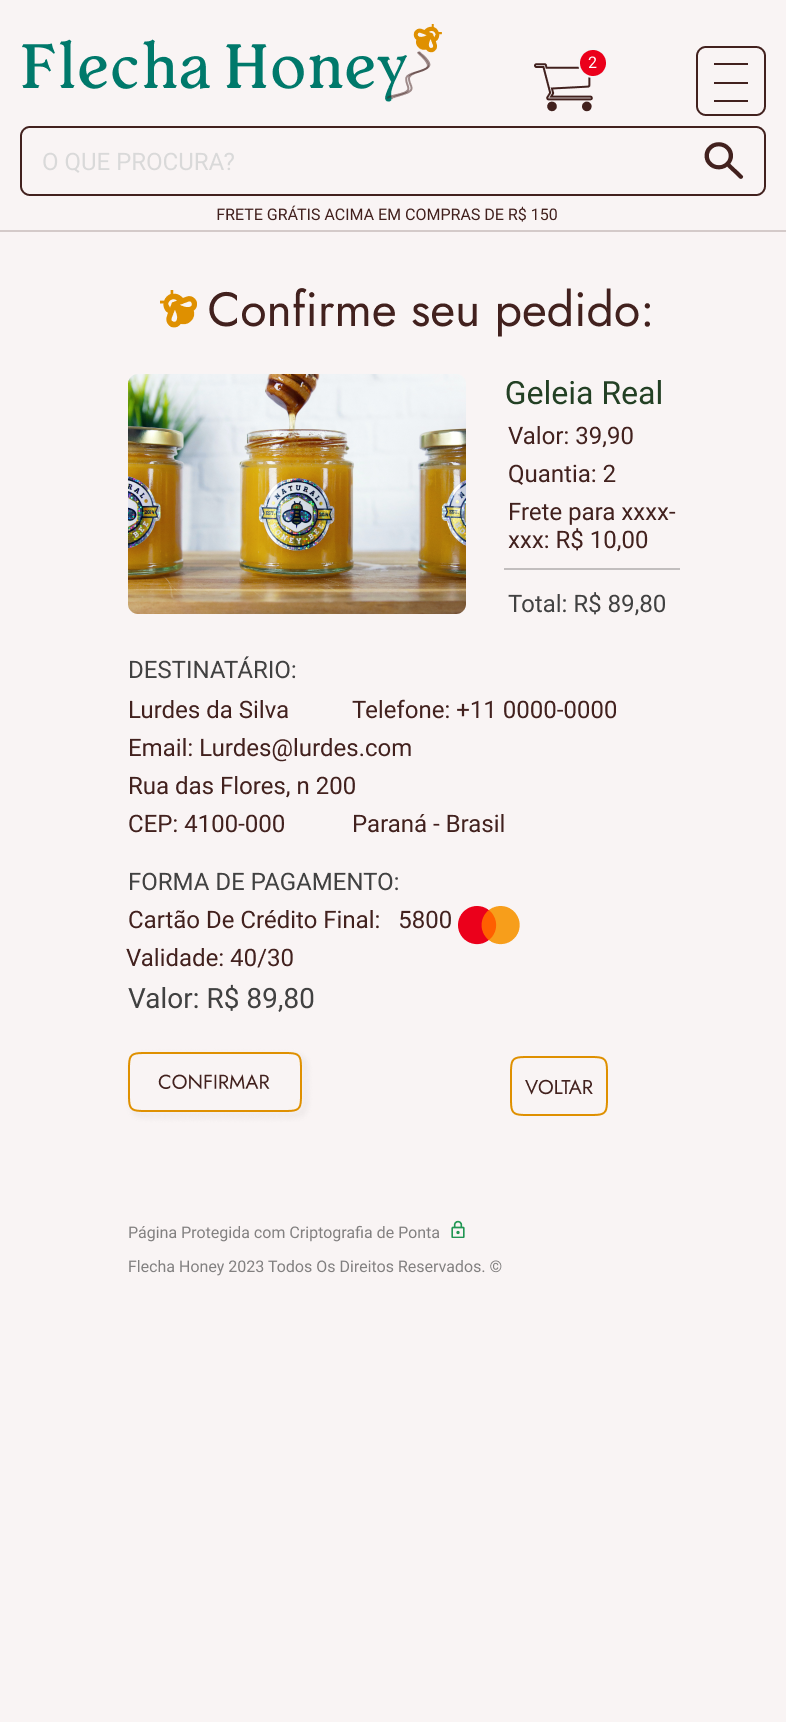 Flecha Honey
2
O QUE PROCURA?
FRETE GRÁTIS ACIMA EM COMPRAS DE R$ 150
Confirme seu pedido:
NATURAL
Geleia Real
Valor: 39,90
Quantia: 2
Frete para xxxx-
xxx: R$ 10,00
Total: R$ 89,80
DESTINATÁRIO:
Lurdes da Silva Telefone: +11 0000-0000
Email: Lurdes@lurdes.com
Rua das Flores, n 200
CEP: 4100-000 Paraná - Brasil
FORMA DE PAGAMENTO:
Cartão De Crédito Final: 5800
Validade: 40/30
Valor: R$ 89,80
CONFIRMAR
VOLTAR
Página Protegida com Criptografia de Ponta
Flecha Honey 2023 Todos Os Direitos Reservados. ©